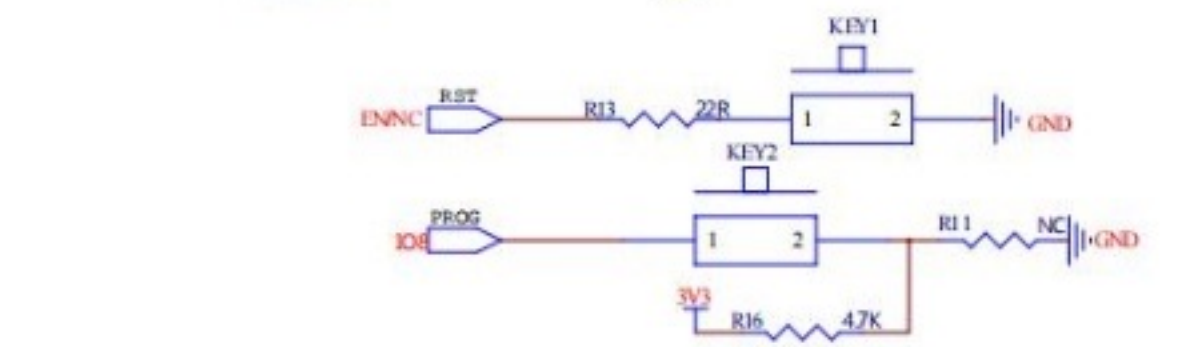 KEY1
RST
EN/NC R13 22R 1 2 GND
KEY2
PROG
IO8 1 2 R11 NC GND
3V3
R16 4.7K